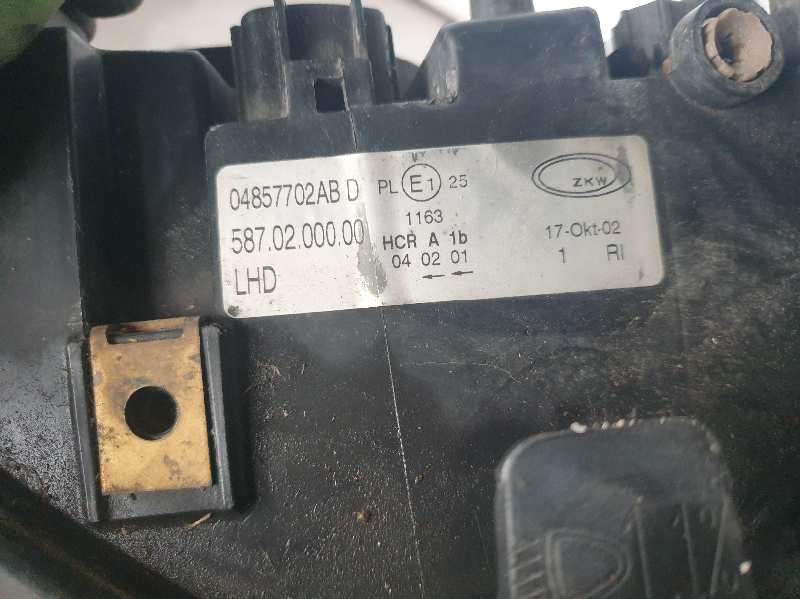 04857702AB D
587.02.000.00
LHD
PL E1 25
1163
HCR A 1b
04 02 01
ZKW
17-Okt-02
1 RI